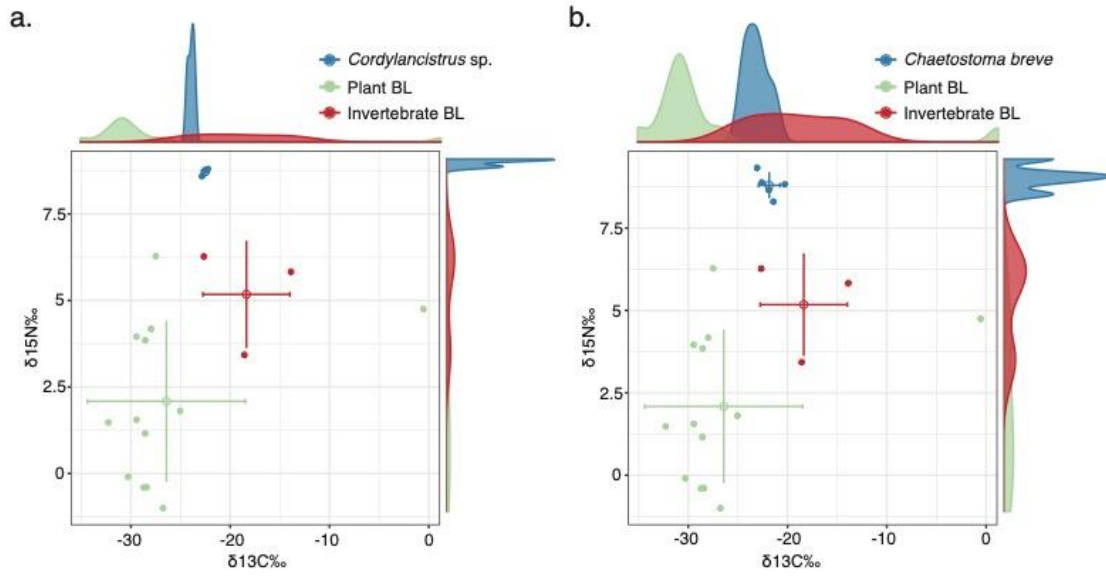 a.
Cordylancistrus sp.
Plant BL
Invertebrate BL
7.5
5
2.5
0
δ15N‰
-30
-20
-10
0
δ13C‰
b.
Chaetostoma breve
Plant BL
Invertebrate BL
7.5
5
2.5
0
δ15N‰
-30
-20
-10
0
δ13C‰